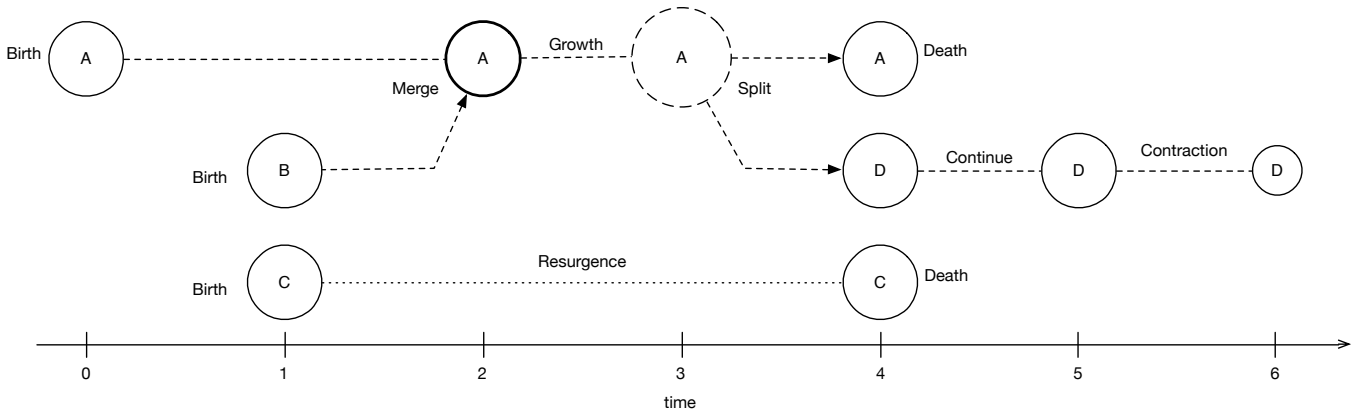 Birth A A Growth A A Death
Merge Split
Birth B D Continue D Contraction D
Birth C Resurgence C Death
0 1 2 3 4 5 6
time